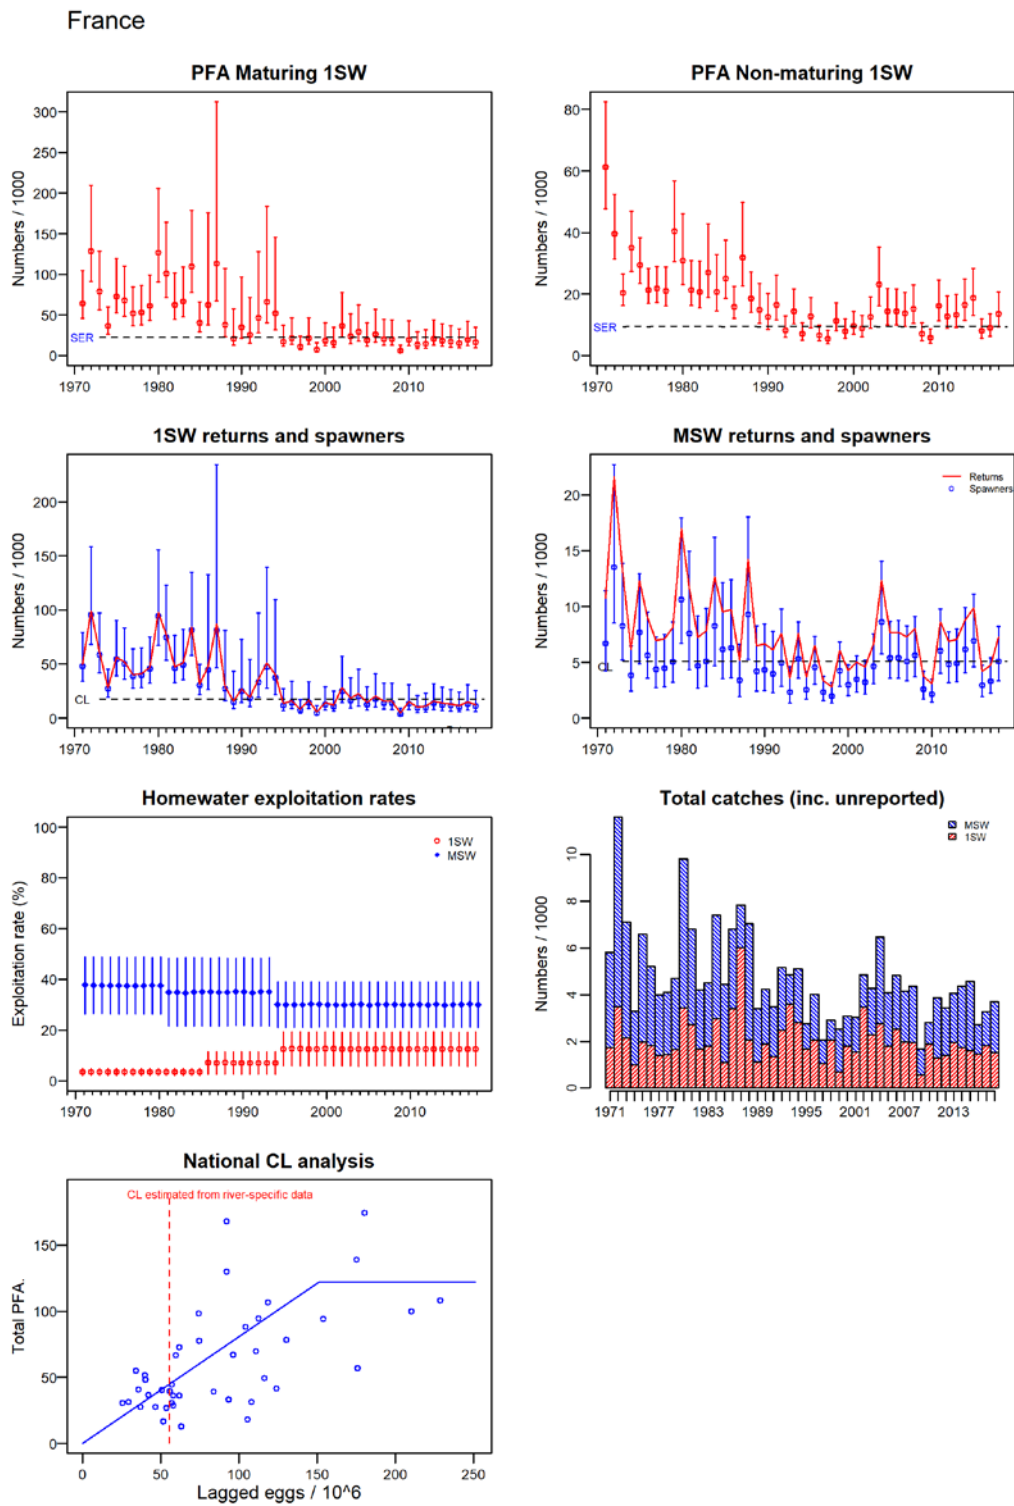 France
PFA Maturing 1SW
Numbers / 1000
300
250
200
150
100
50
0
SER
1970 1980 1990 2000 2010
PFA Non-maturing 1SW
Numbers / 1000
80
60
40
20
0
SER
1970 1980 1990 2000 2010
1SW returns and spawners
Numbers / 1000
200
150
100
50
0
CL
1970 1980 1990 2000 2010
MSW returns and spawners
Numbers / 1000
20
15
10
5
0
CL
Returns
Spawners
1970 1980 1990 2000 2010
Homewater exploitation rates
Exploitation rate (%)
100
80
60
40
20
0
1SW
MSW
1970 1980 1990 2000 2010
Total catches (inc. unreported)
Numbers / 1000
10
8
6
4
2
0
MSW
1SW
1971 1977 1983 1989 1995 2001 2007 2013
National CL analysis
CL estimated from river-specific data
Total PFA.
150
100
50
0
0 50 100 150 200 250
Lagged eggs / 10^6